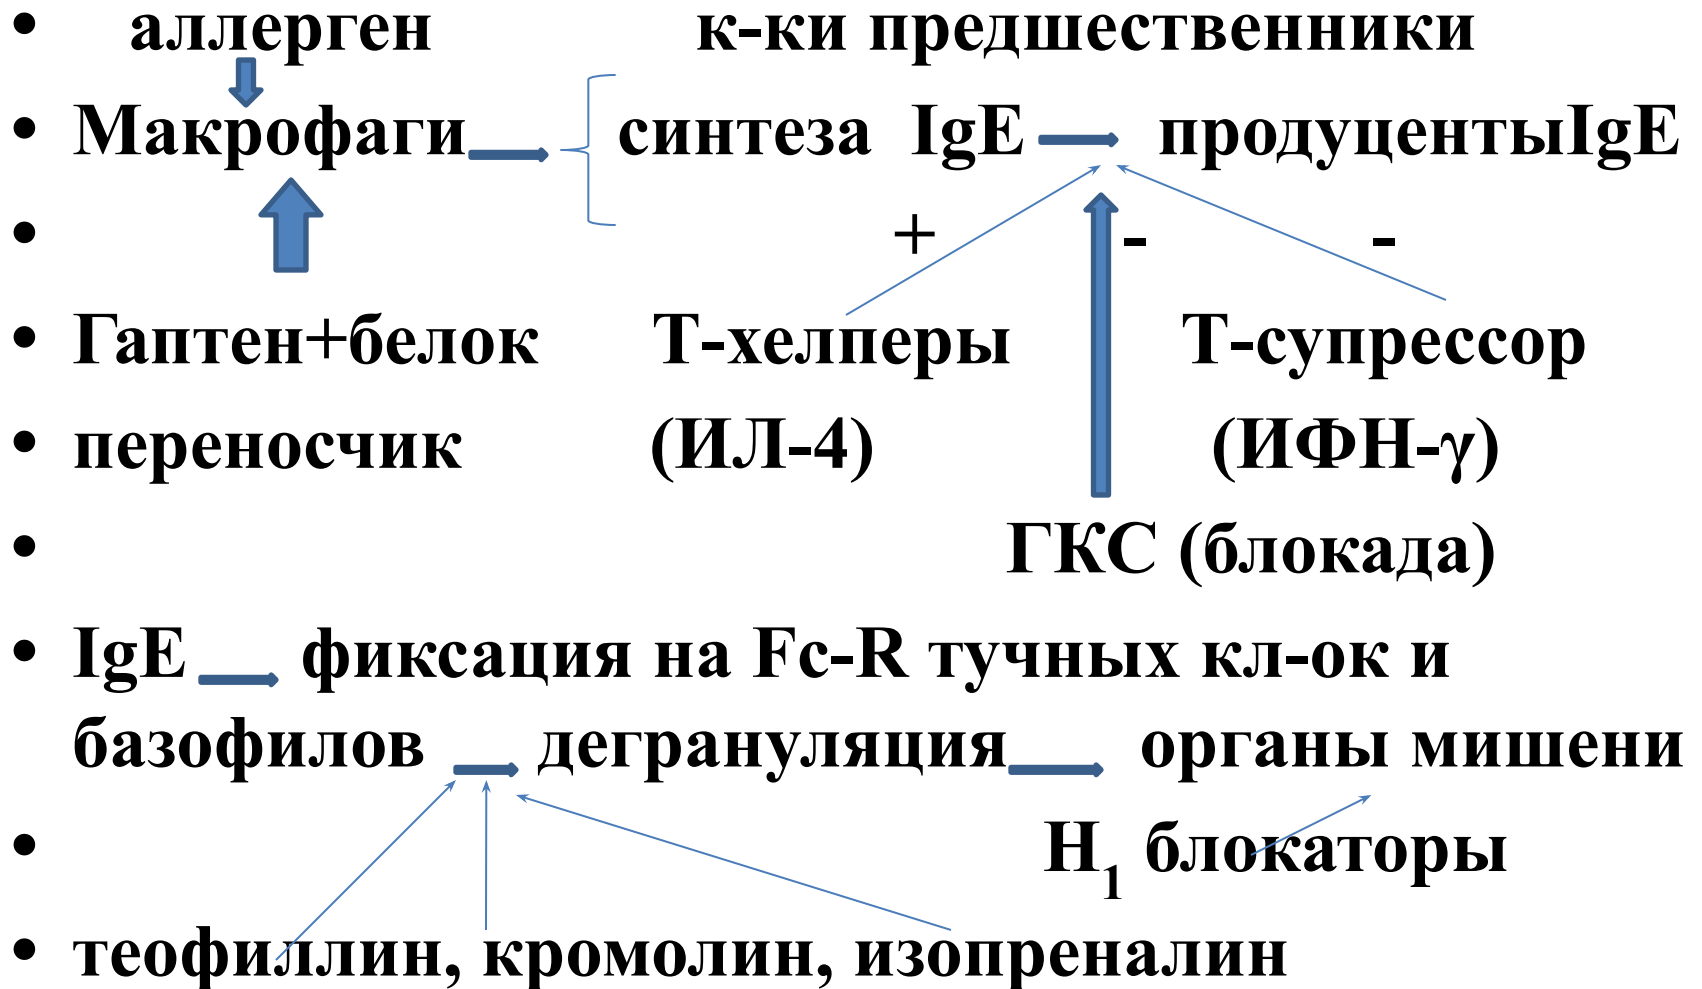 • аллерген к-ки предшественники
• Макрофаги синтеза IgE продуцентыIgE
• + - -
• Гаптен+белок Т-хелперы Т-супрессор
• переносчик (ИЛ-4) (ИФН-γ)
• ГКС (блокада)
• IgE фиксация на Fc-R тучных кл-ок и
базофилов дегрануляция органы мишени
• Н₁ блокаторы
• теофиллин, кромолин, изопреналин